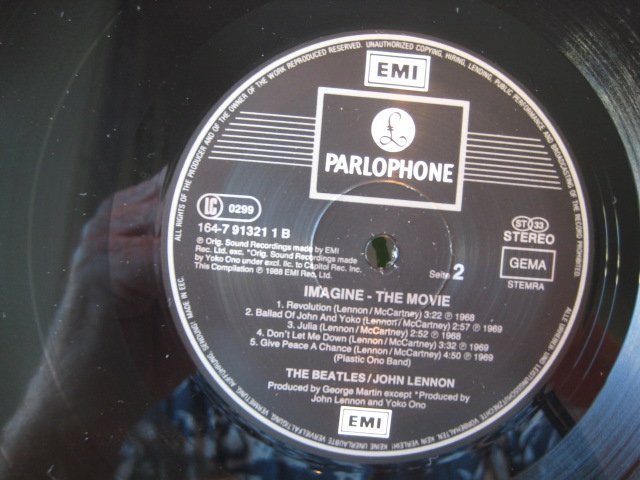 ALL RIGHTS OF THE PRODUCER AND OF THE OWNER OF THE WORK REPRODUCED RESERVED. UNAUTHORIZED COPYING, HIRING, LENDING, PUBLIC PERFORMANCE AND BROADCASTING OF THIS RECORD PROHIBITED
EMI
£
PARLOPHONE
LC 0299
164-7 91321 1 B
ST 33
STEREO
GEMA
STEMRA
℗ Orig. Sound Recordings made by EMI
Rec. Ltd. exc. *Orig. Sound Recordings made
by Yoko Ono under excl. lic. to Capitol Rec. Inc.
This Compilation ℗ 1988 EMI Rec. Ltd.
Seite 2
IMAGINE - THE MOVIE
1. Revolution (Lennon/McCartney) 3:22 ℗ 1968
2. Ballad Of John And Yoko (Lennon/McCartney) 2:57 ℗ 1969
3. Julia (Lennon/McCartney) 2:52 ℗ 1968
4. Don't Let Me Down (Lennon/McCartney) 3:32 ℗ 1969
5. Give Peace A Chance (Lennon/McCartney) 4:50 ℗ 1969
(Plastic Ono Band)
THE BEATLES/JOHN LENNON
Produced by George Martin except *Produced by
John Lennon and Yoko Ono
EMI
MADE IN EEC.